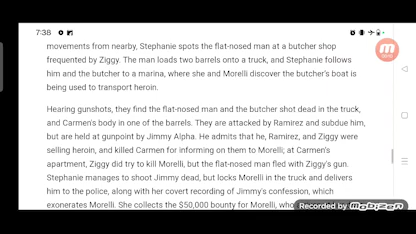 7:38
movements from nearby, Stephanie spots the flat-nosed man at a butcher shop
frequented by Ziggy. The man loads two barrels onto a truck, and Stephanie follows
him and the butcher to a marina, where she and Morelli discover the butcher's boat is
being used to transport heroin.
Hearing gunshots, they find the flat-nosed man and the butcher shot dead in the truck,
and Carmen's body in one of the barrels. They are attacked by Ramirez and subdue him,
but are held at gunpoint by Jimmy Alpha. He admits that he, Ramirez, and Ziggy were
selling heroin, and killed Carmen for informing on them to Morelli; at Carmen's
apartment, Ziggy did try to kill Morelli, but the flat-nosed man fled with Ziggy's gun.
Stephanie manages to shoot Jimmy dead, but locks Morelli in the truck and delivers
him to the police, along with her covert recording of Jimmy's confession, which
exonerates Morelli. She collects the $50,000 bounty for Morelli, who
Recorded by Mobizen